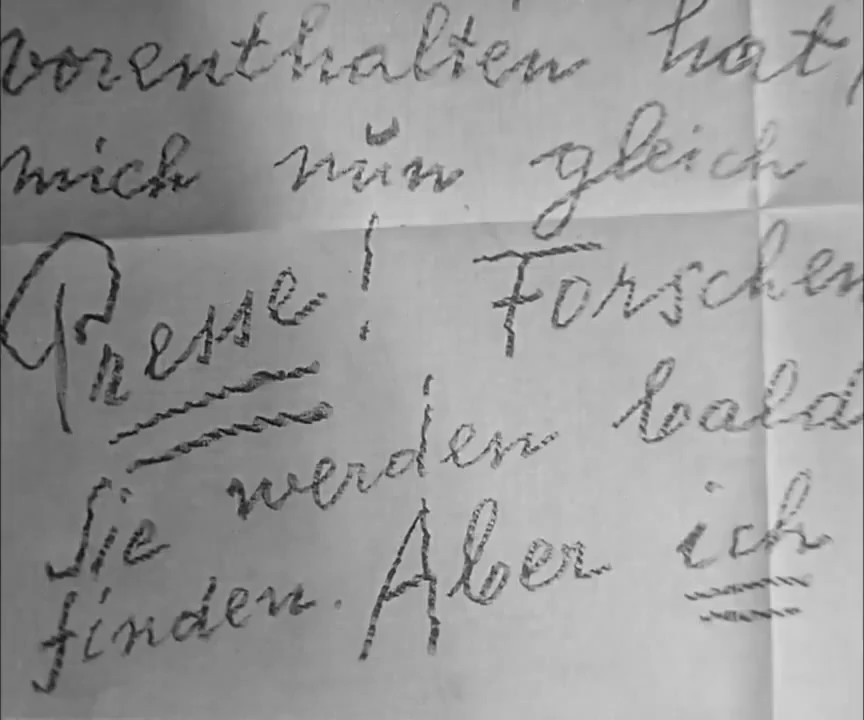 vorenthalten hat,
mich nun gleich
Presse! Forschen
Sie werden bald
finden. Aber ich